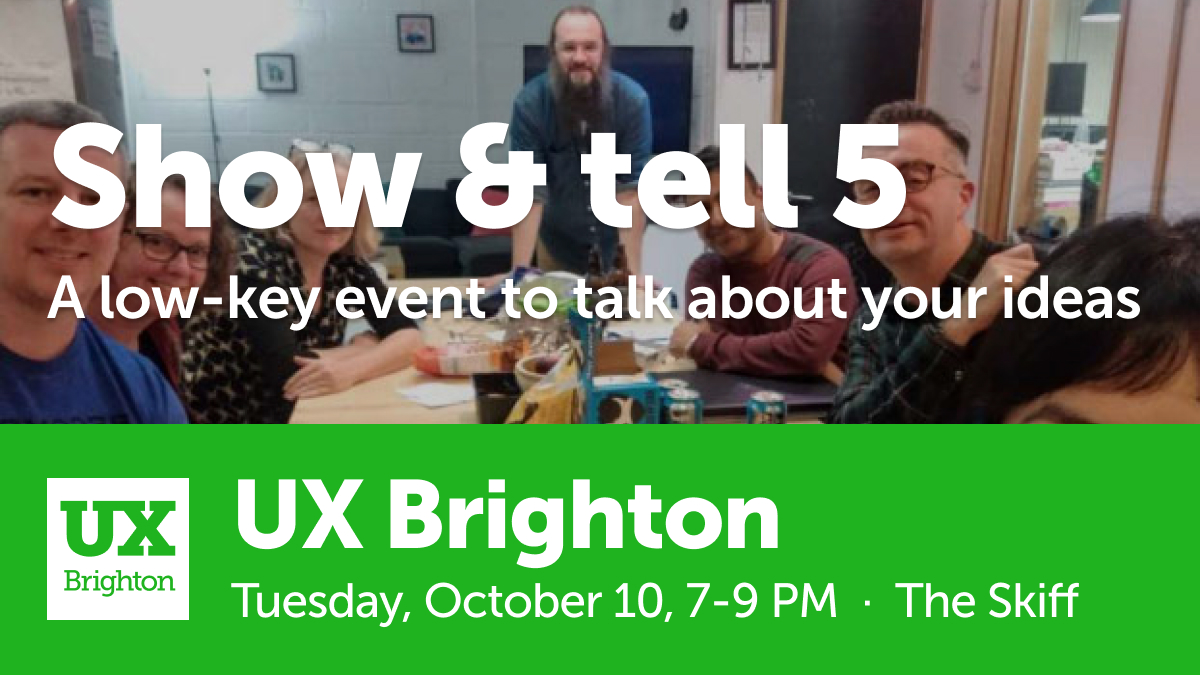 Show & tell 5
A low-key event to talk about your ideas
UX Brighton
UX
Brighton
Tuesday, October 10, 7-9 PM · The Skiff